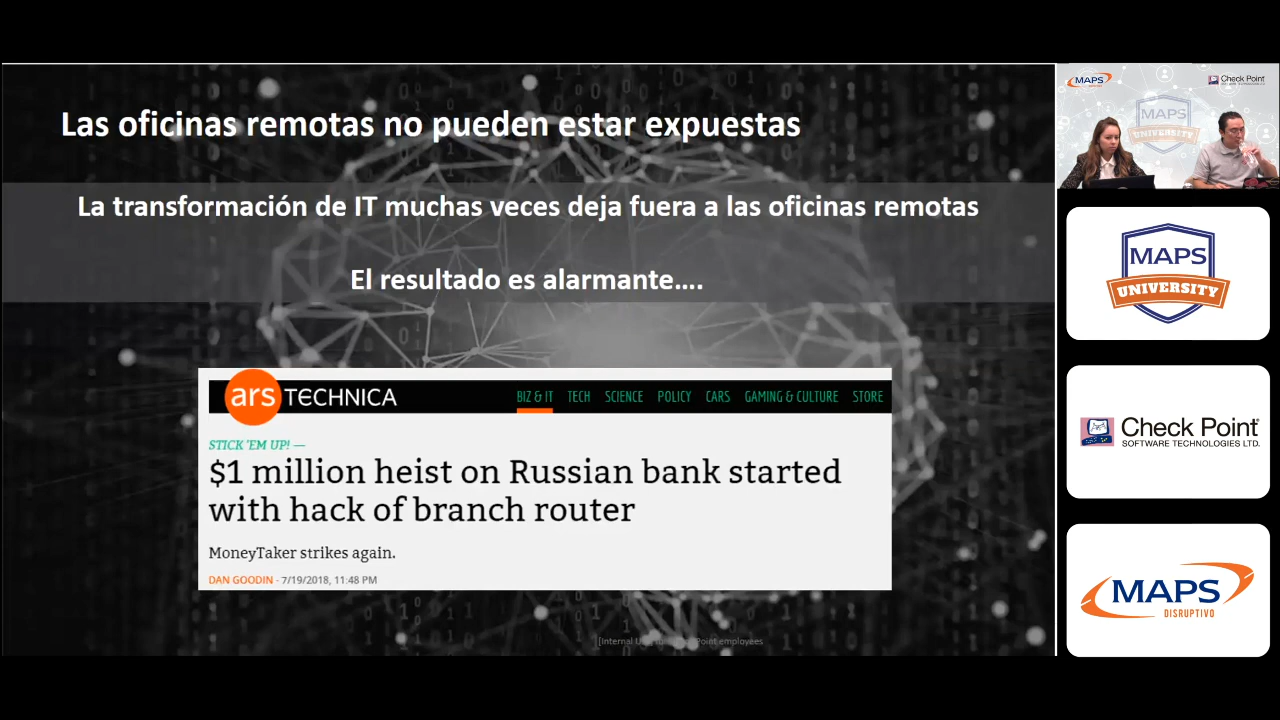 Las oficinas remotas no pueden estar expuestas
La transformación de IT muchas veces deja fuera a las oficinas remotas
El resultado es alarmante....
ars TECHNICA
BIZ & IT TECH SCIENCE POLICY CARS GAMING & CULTURE STORE
STICK 'EM UP! —
$1 million heist on Russian bank started
with hack of branch router
MoneyTaker strikes again.
DAN GOODIN - 7/19/2018, 11:48 PM
[Internal Point employees
MAPS
Check Point
MAPS
UNIVERSITY
MAPS
UNIVERSITY
Check Point
SOFTWARE TECHNOLOGIES LTD.
MAPS
DISRUPTIVO